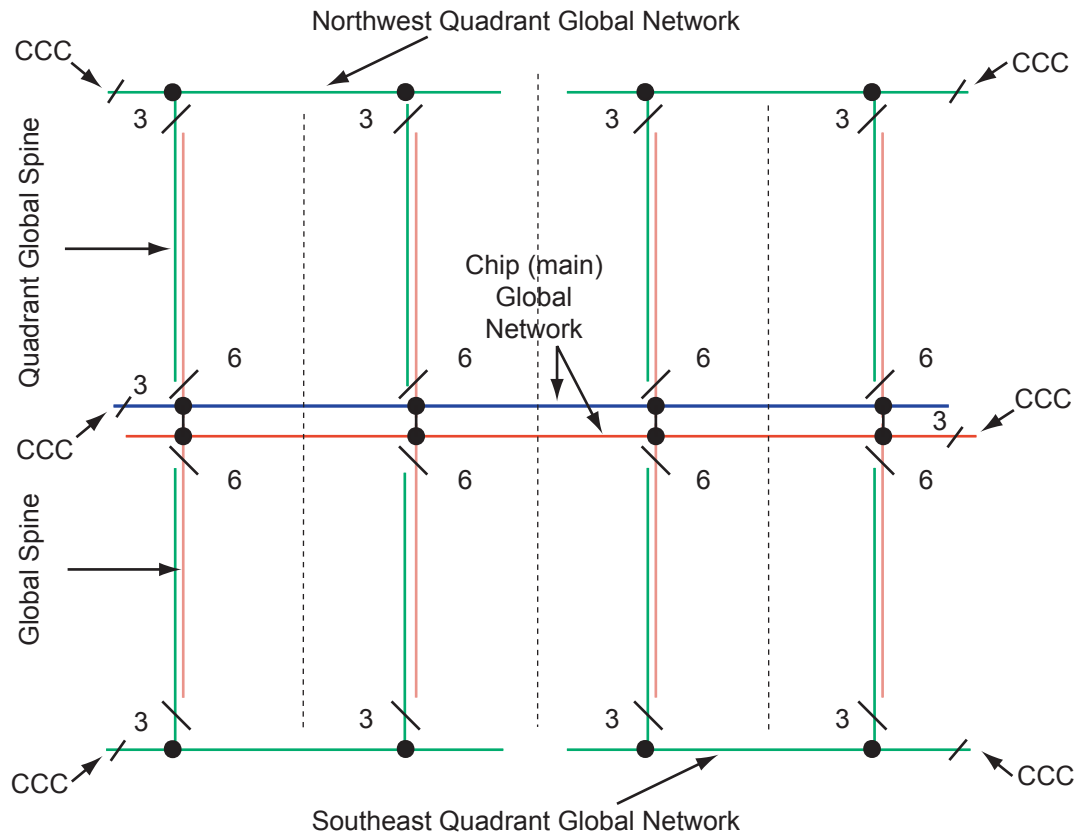 Northwest Quadrant Global Network
CCC
CCC
3
3
3
3
Quadrant Global Spine
Chip (main)
Global
Network
6
6
6
6
3
CCC
3
CCC
6
6
6
6
Global Spine
3
3
3
3
CCC
CCC
Southeast Quadrant Global Network